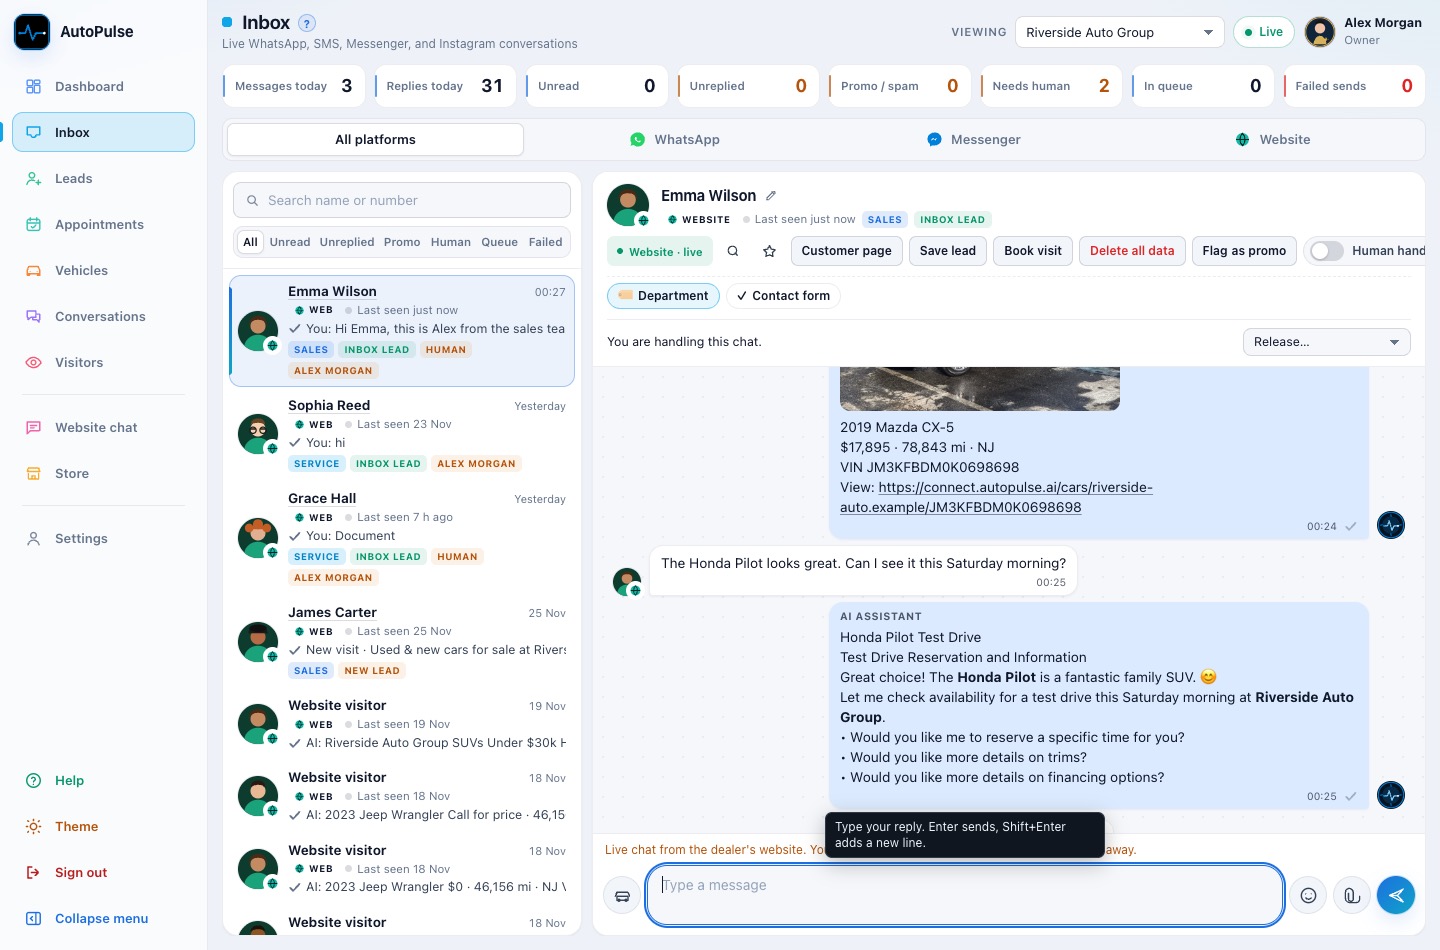 AutoPulse
Dashboard
Inbox
Leads
Appointments
Vehicles
Conversations
Visitors
Website chat
Store
Settings
Help
Theme
Sign out
Collapse menu
Inbox ?
Live WhatsApp, SMS, Messenger, and Instagram conversations
VIEWING
Riverside Auto Group
Live
Alex Morgan
Owner
Messages today 3
Replies today 31
Unread 0
Unreplied 0
Promo / spam 0
Needs human 2
In queue 0
Failed sends 0
All platforms
WhatsApp
Messenger
Website
Search name or number
All Unread Unreplied Promo Human Queue Failed
Emma Wilson 00:27
WEB Last seen just now
You: Hi Emma, this is Alex from the sales tea
SALES INBOX LEAD HUMAN
ALEX MORGAN
Sophia Reed Yesterday
WEB Last seen 23 Nov
You: hi
SERVICE INBOX LEAD ALEX MORGAN
Grace Hall Yesterday
WEB Last seen 7 h ago
You: Document
SERVICE INBOX LEAD HUMAN
ALEX MORGAN
James Carter 25 Nov
WEB Last seen 25 Nov
New visit · Used & new cars for sale at Rivers
SALES NEW LEAD
Website visitor 19 Nov
WEB Last seen 19 Nov
AI: Riverside Auto Group SUVs Under $30k H
Website visitor 18 Nov
WEB Last seen 18 Nov
AI: 2023 Jeep Wrangler Call for price · 46,15
Website visitor 18 Nov
WEB Last seen 18 Nov
AI: 2023 Jeep Wrangler $0 · 46,156 mi · NJ V
Website visitor 18 Nov
Emma Wilson
WEBSITE Last seen just now SALES INBOX LEAD
Website · live
Customer page
Save lead
Book visit
Delete all data
Flag as promo
Human hand
Department
Contact form
You are handling this chat.
Release...
2019 Mazda CX-5
$17,895 · 78,843 mi · NJ
VIN JM3KFBDM0K0698698
View: https://connect.autopulse.ai/cars/riverside-
auto.example/JM3KFBDM0K0698698
00:24
The Honda Pilot looks great. Can I see it this Saturday morning?
00:25
AI ASSISTANT
Honda Pilot Test Drive
Test Drive Reservation and Information
Great choice! The Honda Pilot is a fantastic family SUV. 😊
Let me check availability for a test drive this Saturday morning at Riverside Auto
Group.
• Would you like me to reserve a specific time for you?
• Would you like more details on trims?
• Would you like more details on financing options?
00:25
Type your reply. Enter sends, Shift+Enter
adds a new line.
Live chat from the dealer's website. Yo away.
Type a message